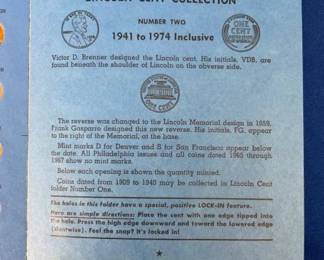 LINCOLN CENT COLLECTION
NUMBER TWO
1941 to 1974 Inclusive
ONE
CENT
Victor D. Brenner designed the Lincoln cent. His initials, VDB, are
found beneath the shoulder of Lincoln on the obverse side.
ONE CENT
The reverse was changed to the Lincoln Memorial design in 1959.
Frank Gasparro designed this new reverse. His initials, FG, appear
to the right of the Memorial, at the base.
Mint marks D for Denver and S for San Francisco appear below
the date. All Philadelphia issues and all coins dated 1965 through
1967 show no mint marks.
Below each opening is shown the quantity minted.
Coins dated from 1909 to 1940 may be collected in Lincoln Cent
folder Number One.
The holes in this folder have a special, positive LOCK-IN feature.
Here are simple directions: Place the cent with one edge tipped into
the hole. Press the high edge downward and toward the lowered edge
(slantwise). Feel the snap? It's locked in!